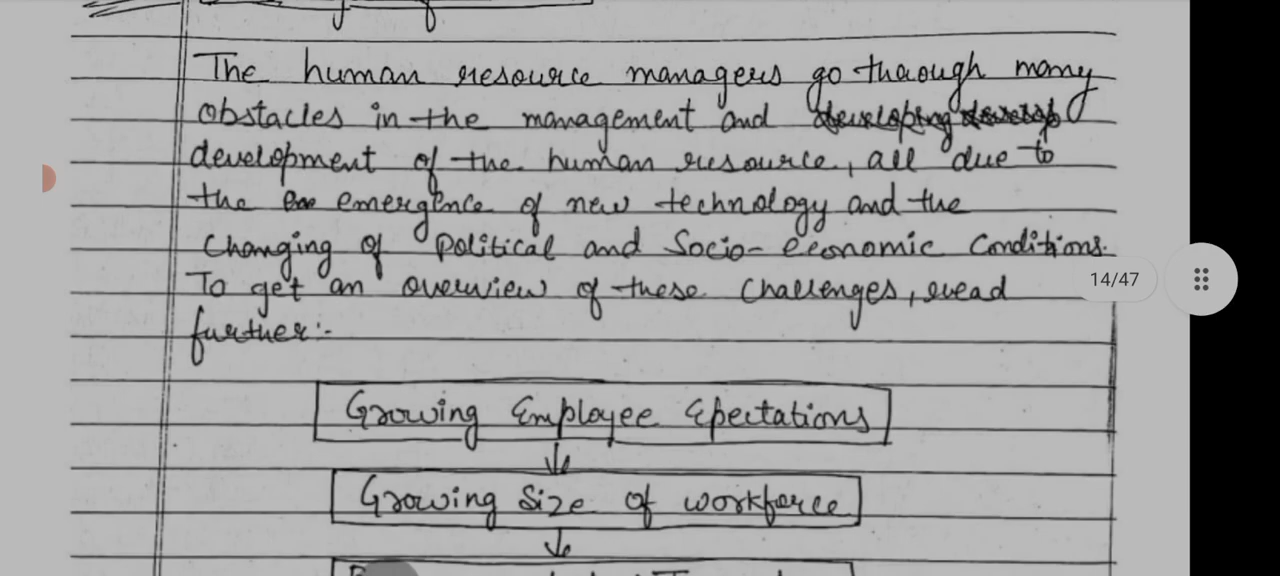 The human resource managers go through many
obstacles in the management and
development of the human resource, all due to
the emergence of new technology and the
Changing of Political and Socio-economic Conditions.
To get an overview of these Challenges, read
further:-
14/47
Growing Employee Epectations
↓
Growing Size of workforce
↓